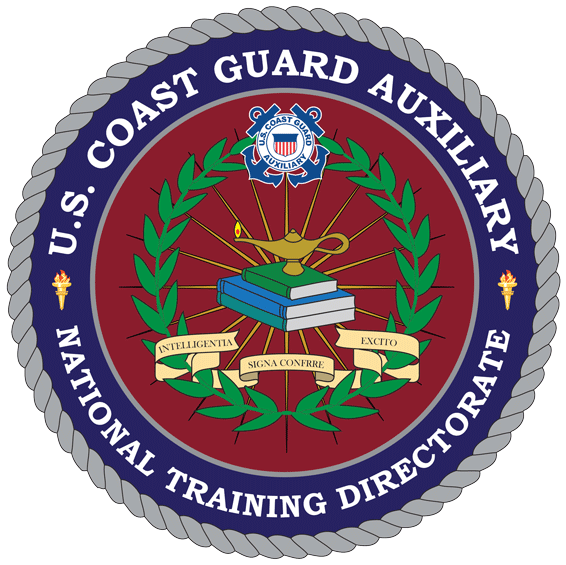 U.S. COAST GUARD AUXILIARY
U.S. COAST GUARD
AUXILIARY
INTELLIGENTIA
SIGNA CONFRRE
EXCITO
NATIONAL TRAINING DIRECTORATE